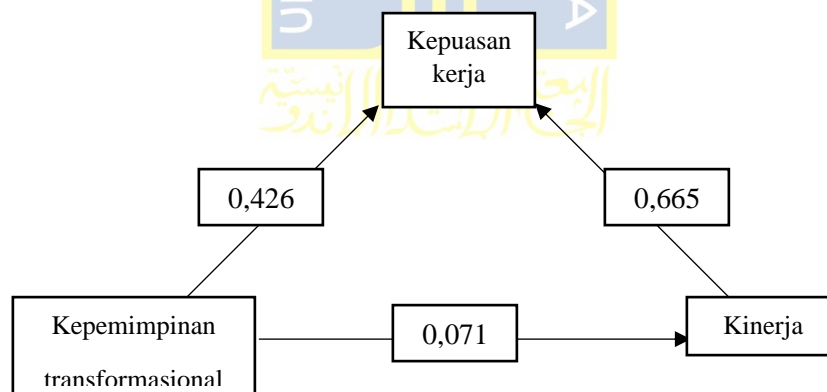 Kepuasan
kerja
0,426
0,665
Kepemimpinan
transformasional
0,071
Kinerja